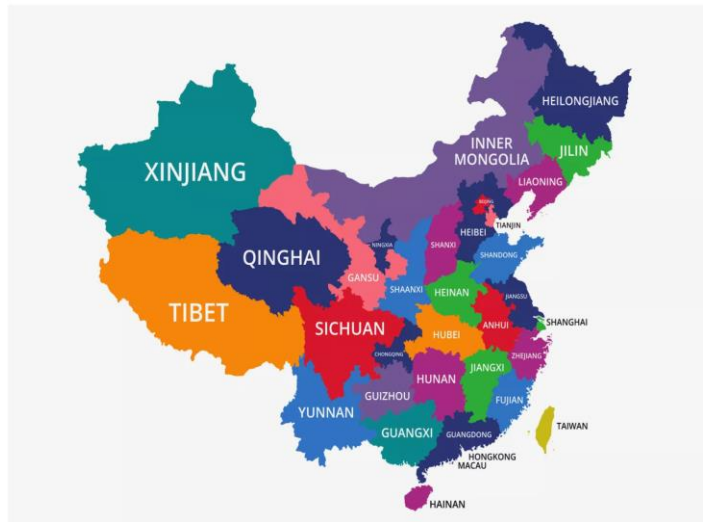 HEILONGJIANG
INNER
MONGOLIA
JILIN
XINJIANG
LIAONING
BEIJING
TIANJIN
HEIBEI
NINGXIA
SHANXI
QINGHAI
SHANDONG
GANSU
SHAANXI
HEINAN
JIANGSU
TIBET
SICHUAN
SHANGHAI
ANHUI
HUBEI
CHONGQING
ZHEJIANG
JIANGXI
HUNAN
GUIZHOU
FUJIAN
YUNNAN
TAIWAN
GUANGXI
GUANGDONG
HONGKONG
MACAU
HAINAN